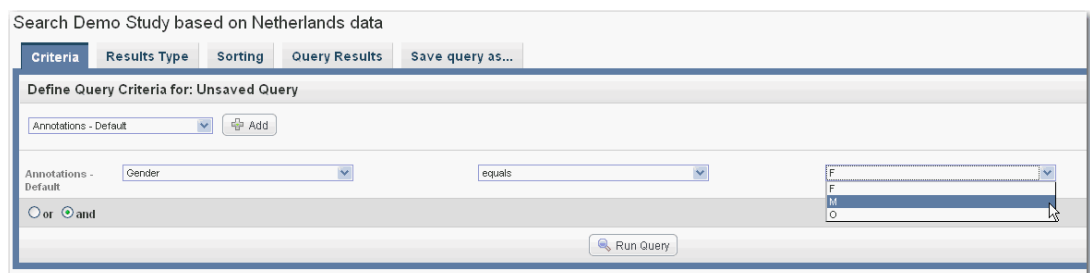 Search Demo Study based on Netherlands data
Criteria Results Type Sorting Query Results Save query as...
Define Query Criteria for: Unsaved Query
Annotations - Default Add
Annotations - Default Gender equals F
F
M
O
or and
Run Query